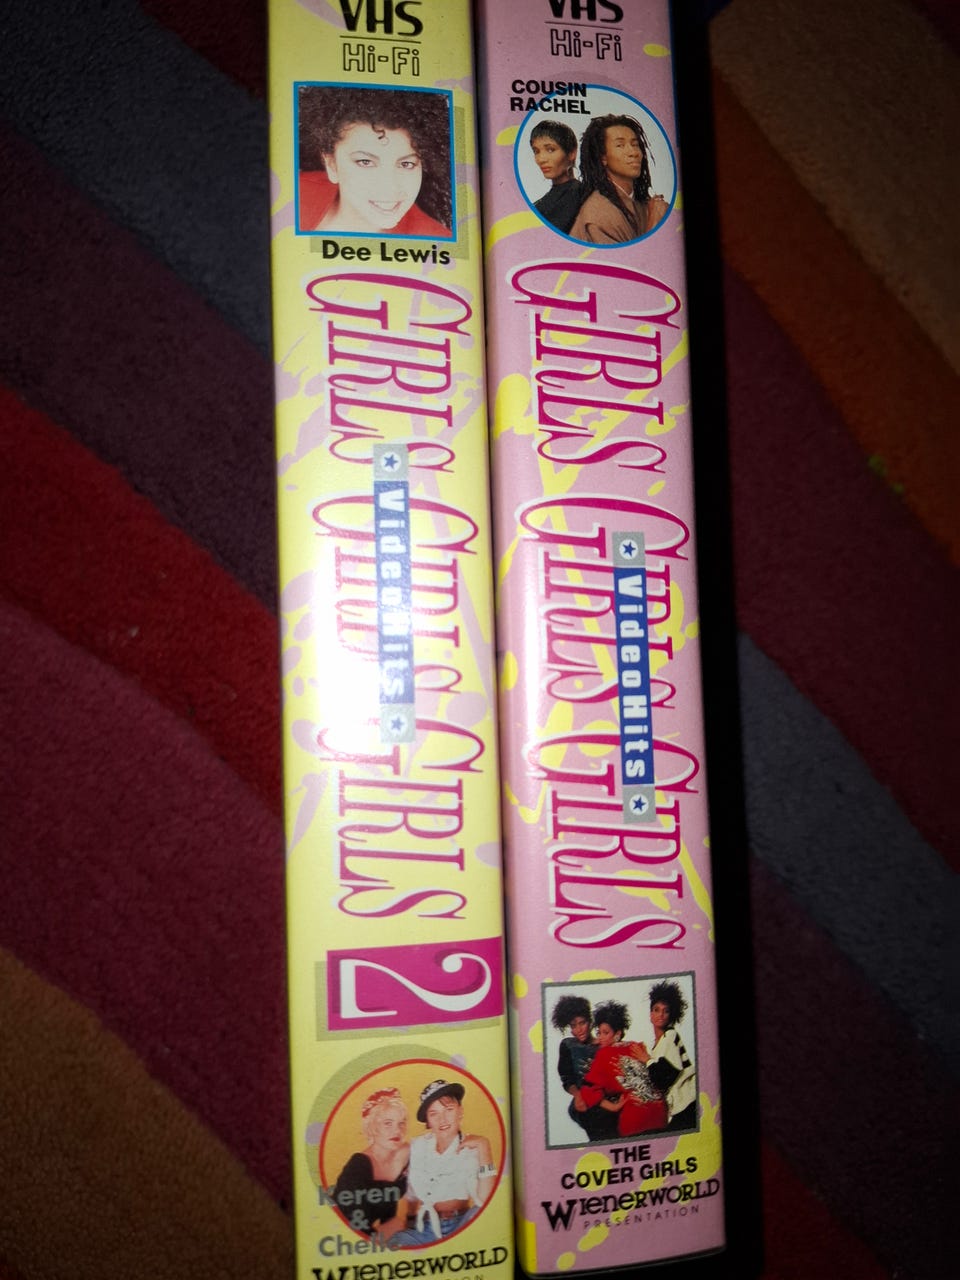 VHS
Hi-Fi
Dee Lewis
GIRLS GIRLS GIRLS
VideoHits
2
Keren
&
Chelle
WIENERWORLD
VHS
Hi-Fi
COUSIN
RACHEL
GIRLS GIRLS GIRLS
VideoHits
THE
COVER GIRLS
WIENERWORLD
PRESENTATION